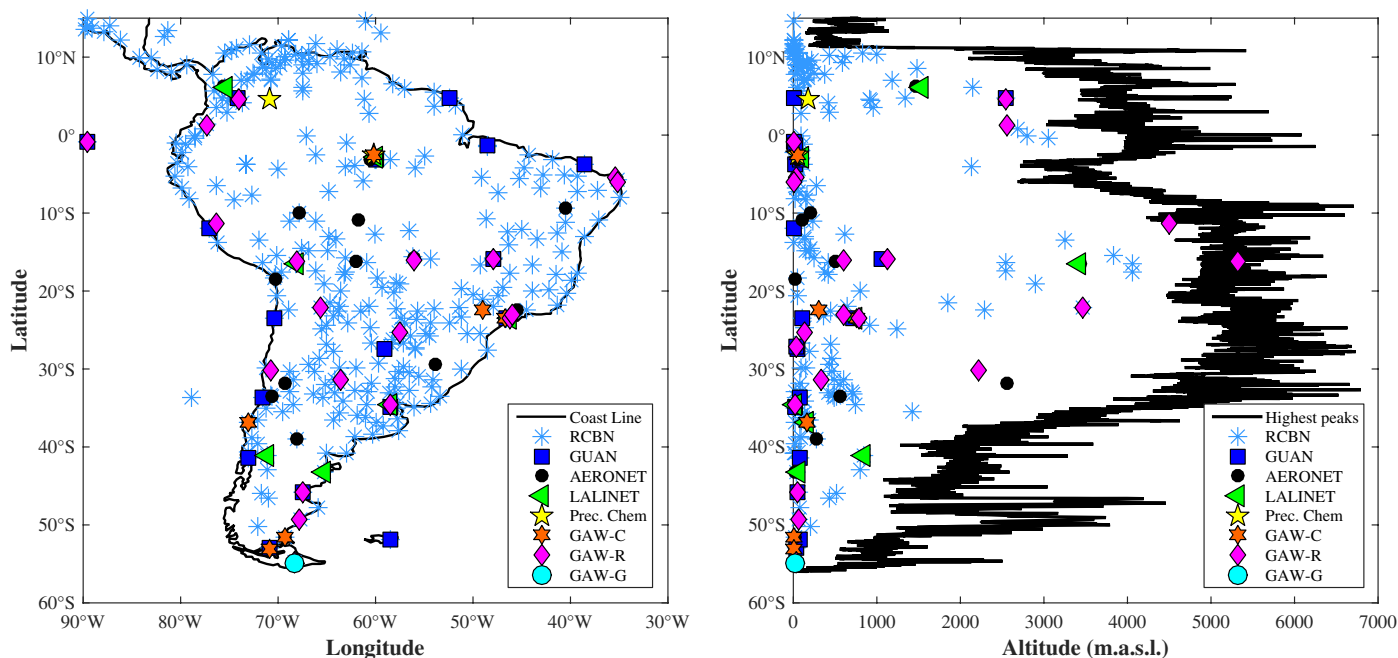 10°N
0°
10°S
20°S
30°S
40°S
50°S
60°S
90°W
80°W
70°W
60°W
50°W
40°W
30°W
Latitude
Longitude
Coast Line
RCBN
GUAN
AERONET
LALINET
Prec. Chem
GAW-C
GAW-R
GAW-G
10°N
0°
10°S
20°S
30°S
40°S
50°S
60°S
0
1000
2000
3000
4000
5000
6000
7000
Latitude
Altitude (m.a.s.l.)
Highest peaks
RCBN
GUAN
AERONET
LALINET
Prec. Chem
GAW-C
GAW-R
GAW-G